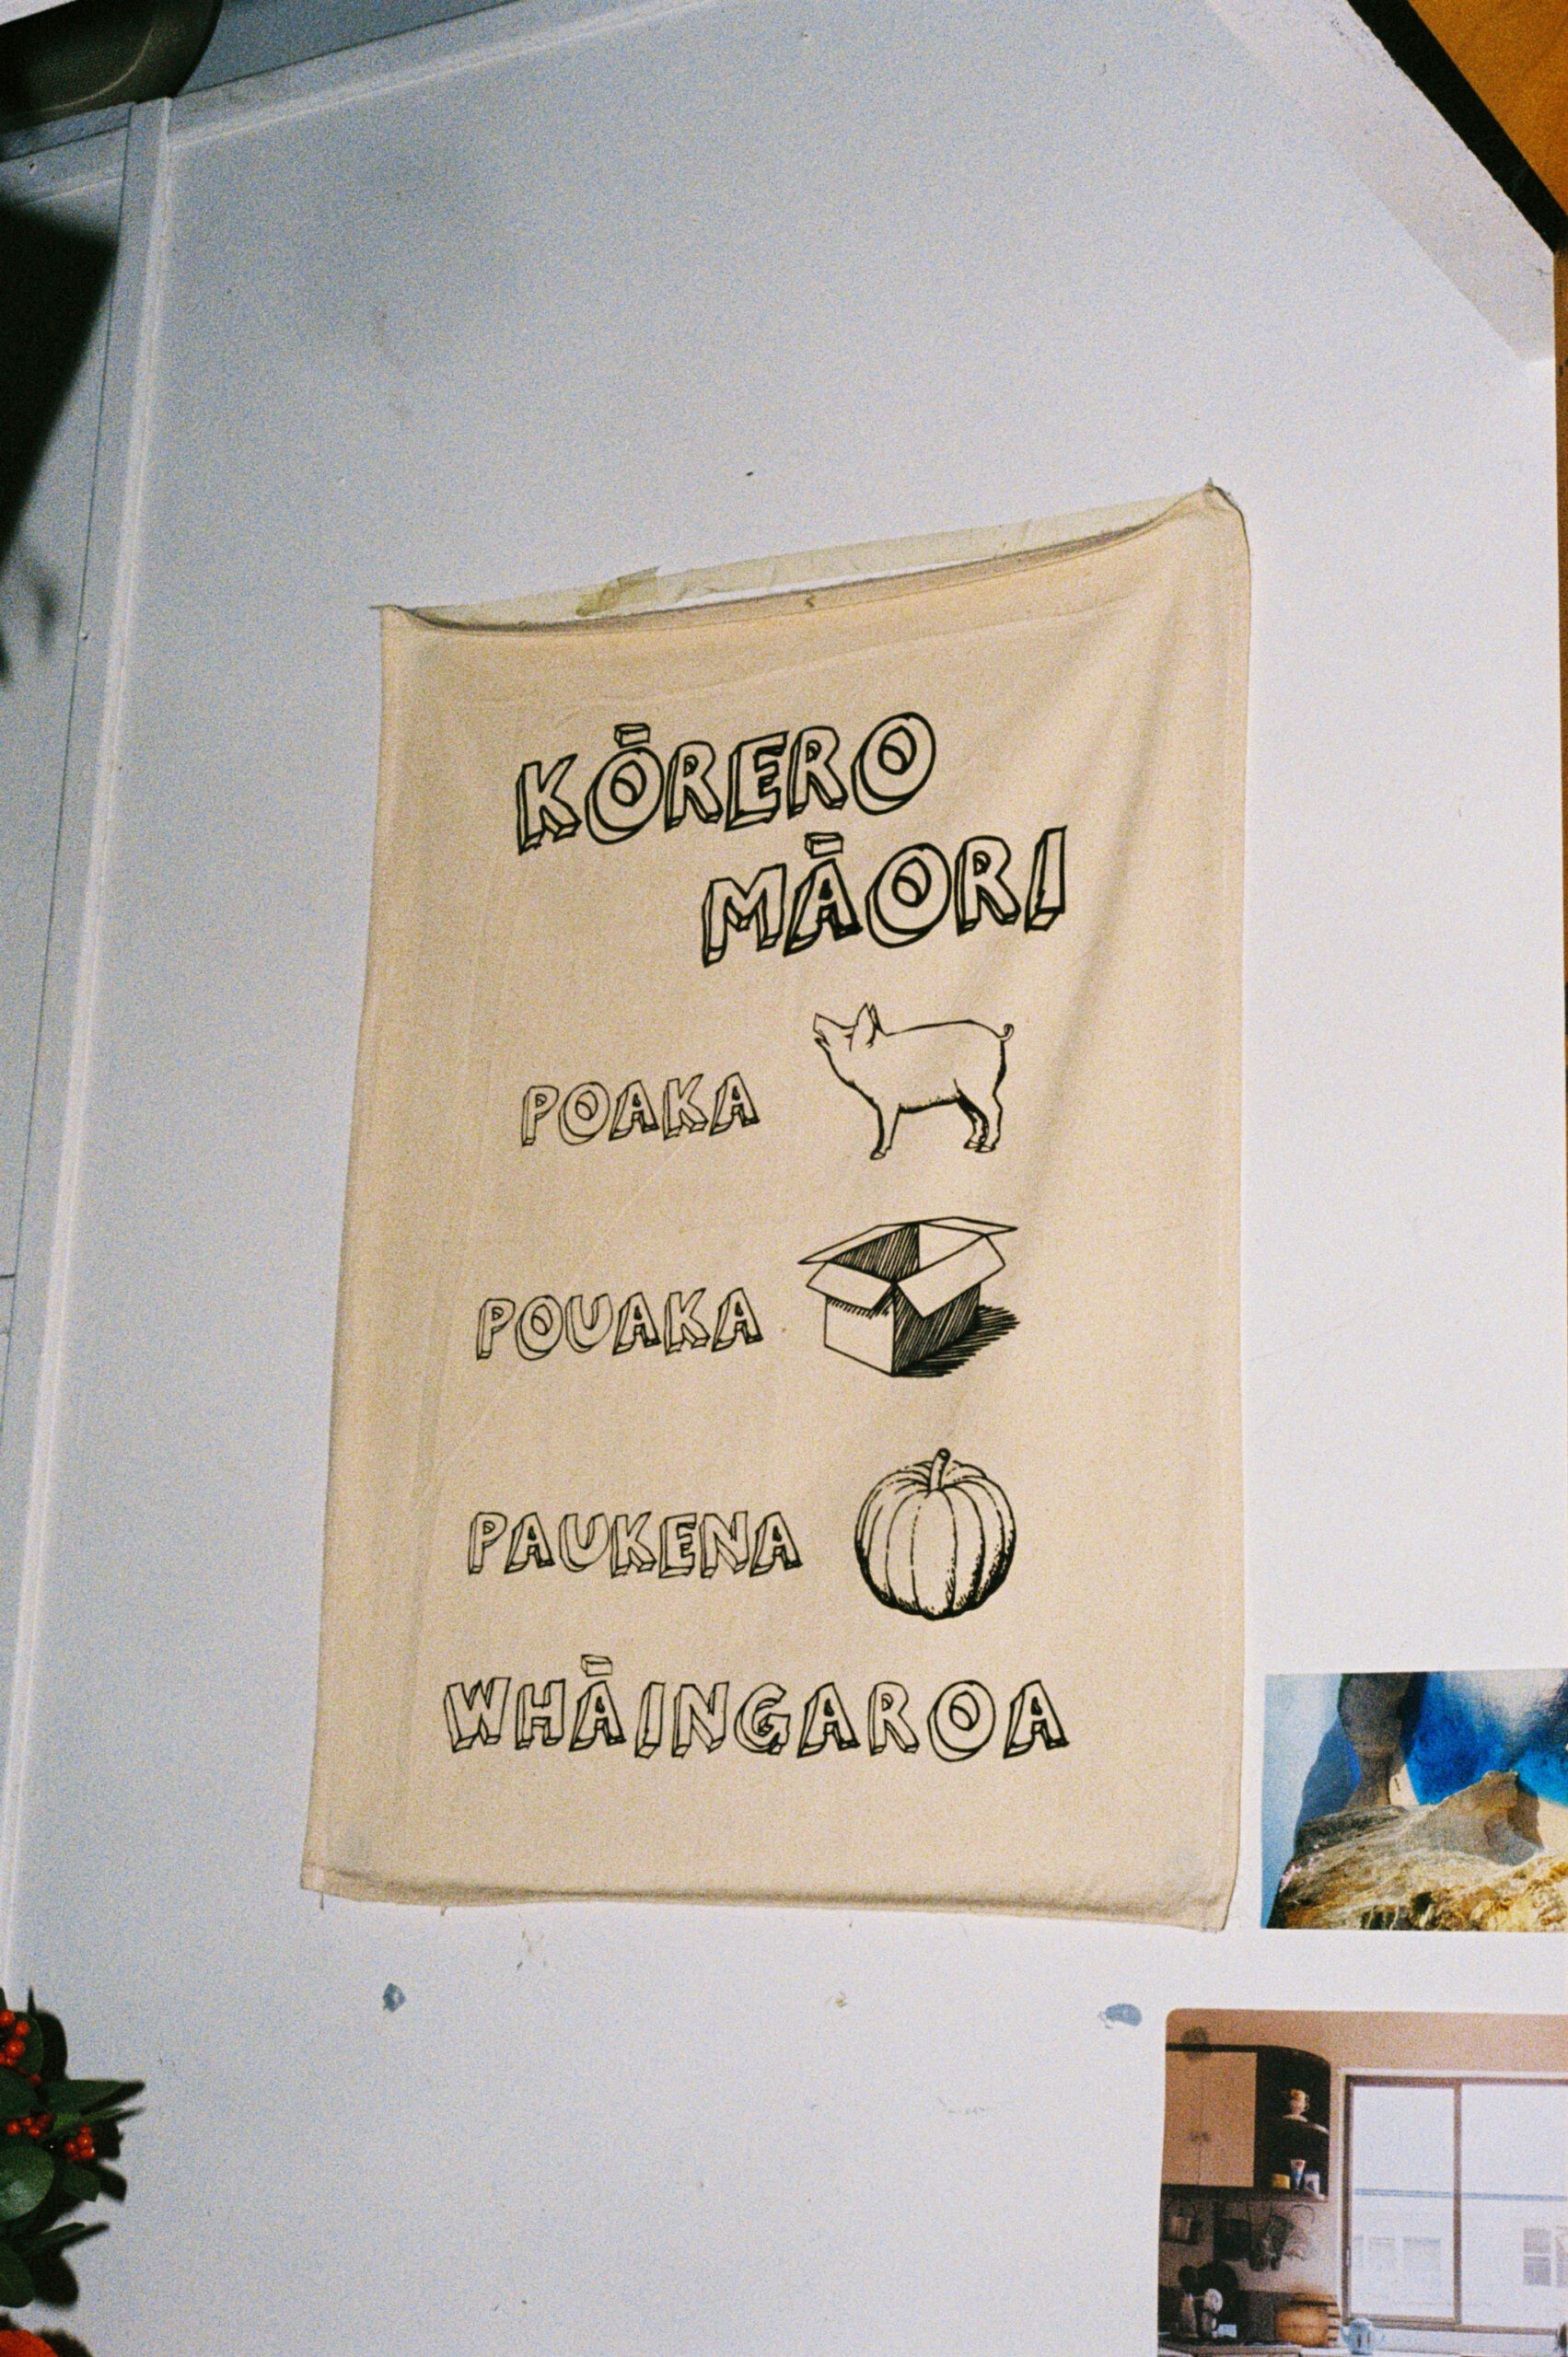 KŌRERO
MĀORI
POAKA
POUAKA
PAUKENA
WHĀINGAROA